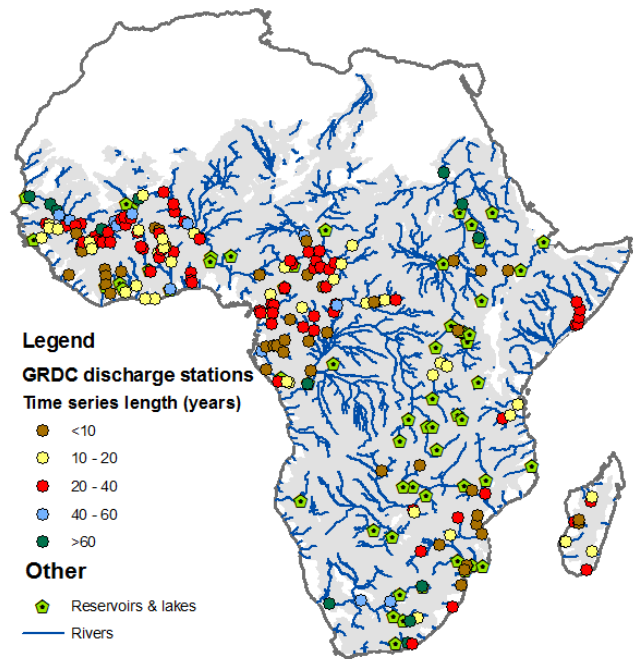 Legend
GRDC discharge stations
Time series length (years)
<10
10 - 20
20 - 40
40 - 60
>60
Other
Reservoirs & lakes
Rivers